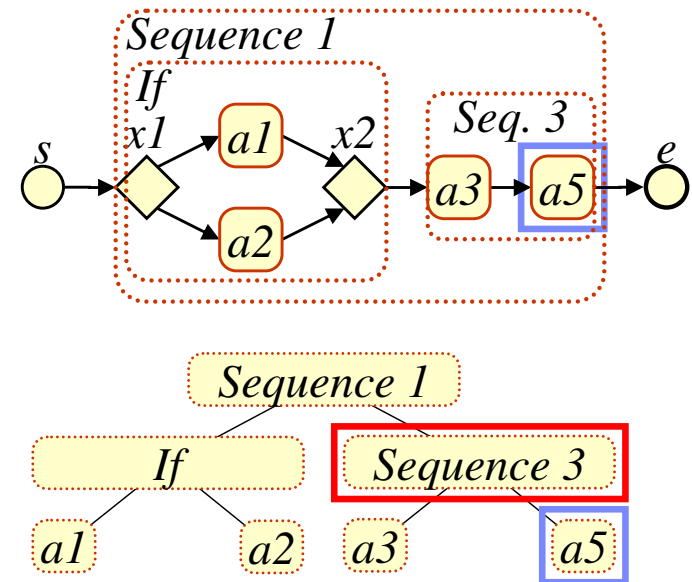 Sequence 1
If
Seq. 3
s
x1
a1
x2
e
a3
a5
a2
Sequence 1
If
Sequence 3
a1
a2
a3
a5